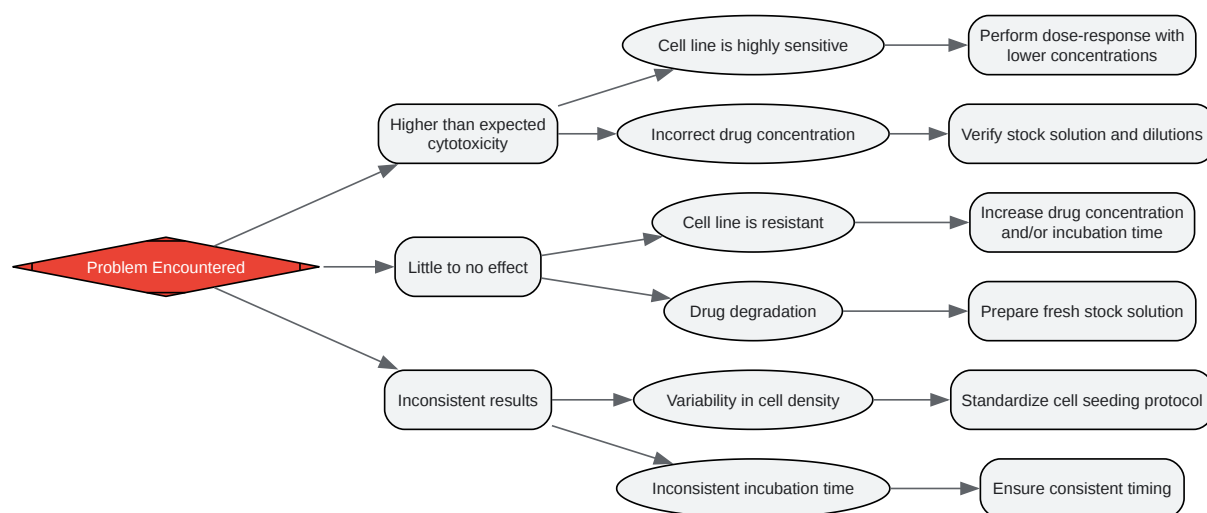 Cell line is highly sensitive
Perform dose-response with
lower concentrations
Higher than expected
cytotoxicity
Incorrect drug concentration
Verify stock solution and dilutions
Cell line is resistant
Increase drug concentration
and/or incubation time
Problem Encountered
Little to no effect
Drug degradation
Prepare fresh stock solution
Inconsistent results
Variability in cell density
Standardize cell seeding protocol
Inconsistent incubation time
Ensure consistent timing